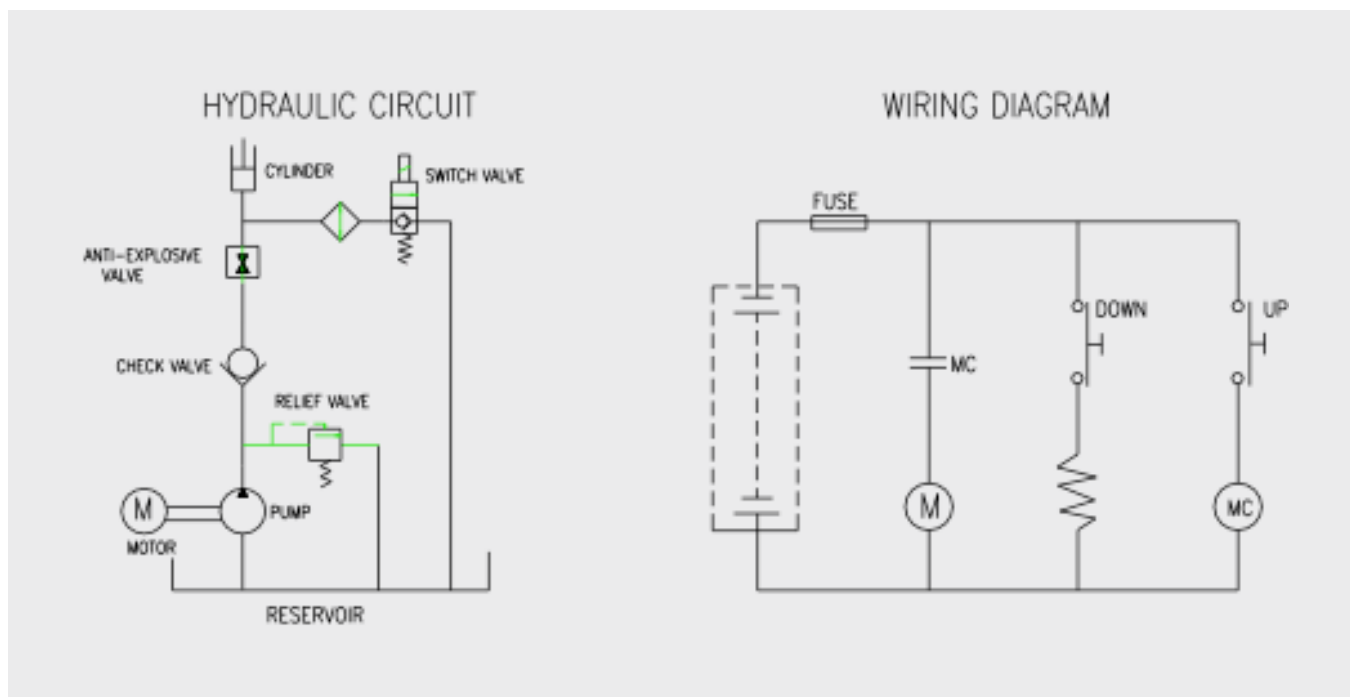 HYDRAULIC CIRCUIT
CYLINDER
SWITCH VALVE
ANTI-EXPLOSIVE
VALVE
CHECK VALVE
RELIEF VALVE
M
PUMP
MOTOR
RESERVOIR
WIRING DIAGRAM
FUSE
DOWN
UP
MC
M
MC